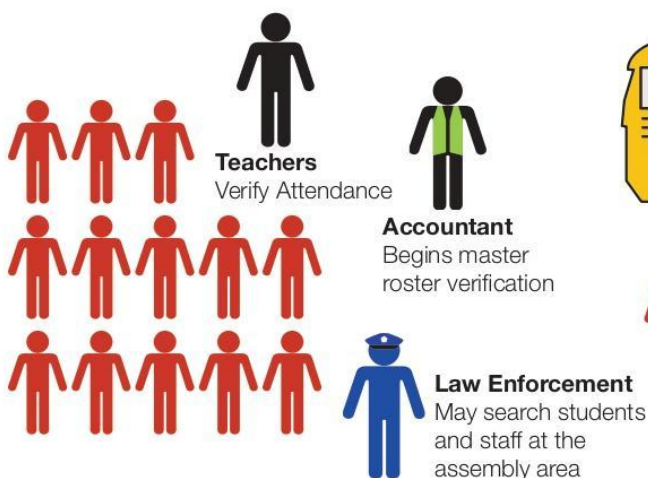 Teachers
Verify Attendance
Accountant
Begins master
roster verification
Law Enforcement
May search students
and staff at the
assembly area